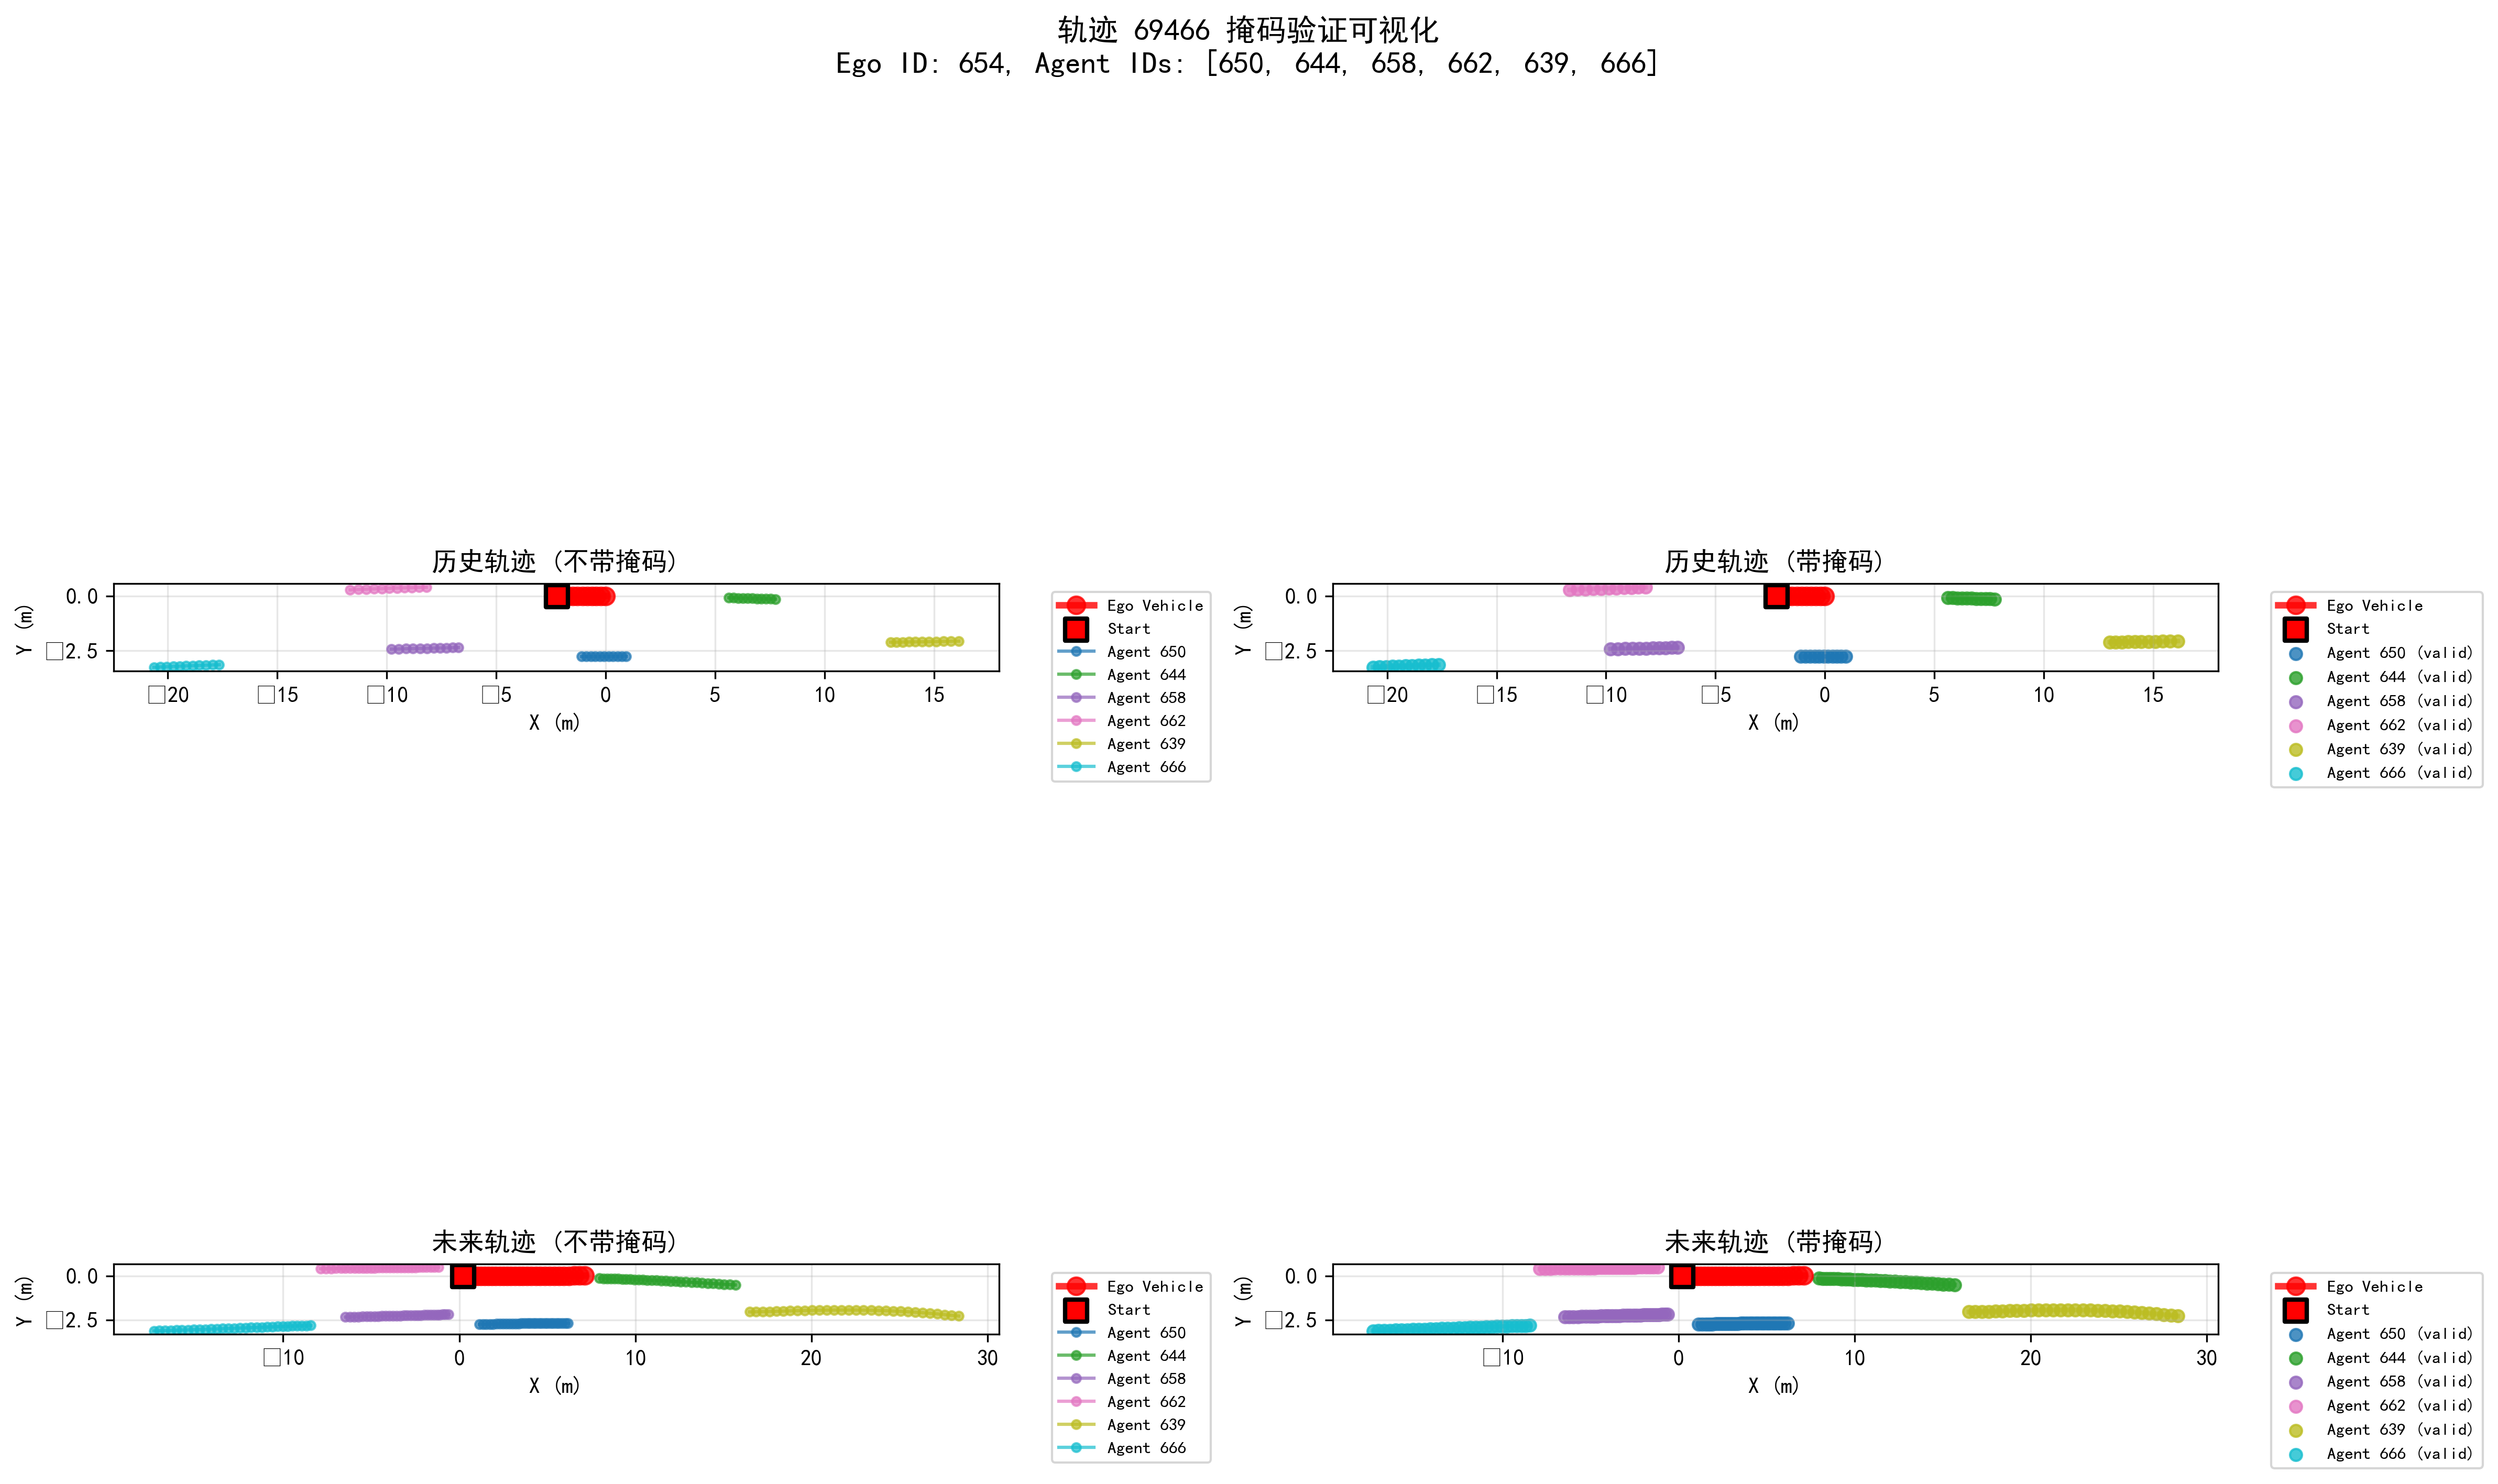 轨迹 69466 掩码验证可视化
Ego ID: 654, Agent IDs: [650, 644, 658, 662, 639, 666]
历史轨迹 (不带掩码)
Y (m)
0.0
□2.5
□20 □15 □10 □5 0 5 10 15
X (m)
Ego Vehicle
Start
Agent 650
Agent 644
Agent 658
Agent 662
Agent 639
Agent 666
历史轨迹 (带掩码)
Y (m)
0.0
□2.5
□20 □15 □10 □5 0 5 10 15
X (m)
Ego Vehicle
Start
Agent 650 (valid)
Agent 644 (valid)
Agent 658 (valid)
Agent 662 (valid)
Agent 639 (valid)
Agent 666 (valid)
未来轨迹 (不带掩码)
Y (m)
0.0
□2.5
□10 0 10 20 30
X (m)
Ego Vehicle
Start
Agent 650
Agent 644
Agent 658
Agent 662
Agent 639
Agent 666
未来轨迹 (带掩码)
Y (m)
0.0
□2.5
□10 0 10 20 30
X (m)
Ego Vehicle
Start
Agent 650 (valid)
Agent 644 (valid)
Agent 658 (valid)
Agent 662 (valid)
Agent 639 (valid)
Agent 666 (valid)